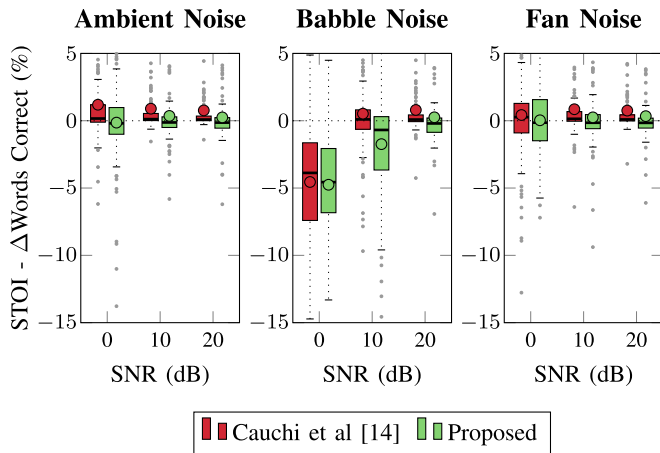 Ambient Noise Babble Noise Fan Noise
STOI - ΔWords Correct (%)
5 5 5
0 0 0
−5 −5 −5
−10 −10 −10
−15 −15 −15
0 10 20 0 10 20 0 10 20
SNR (dB) SNR (dB) SNR (dB)
Cauchi et al [14] Proposed